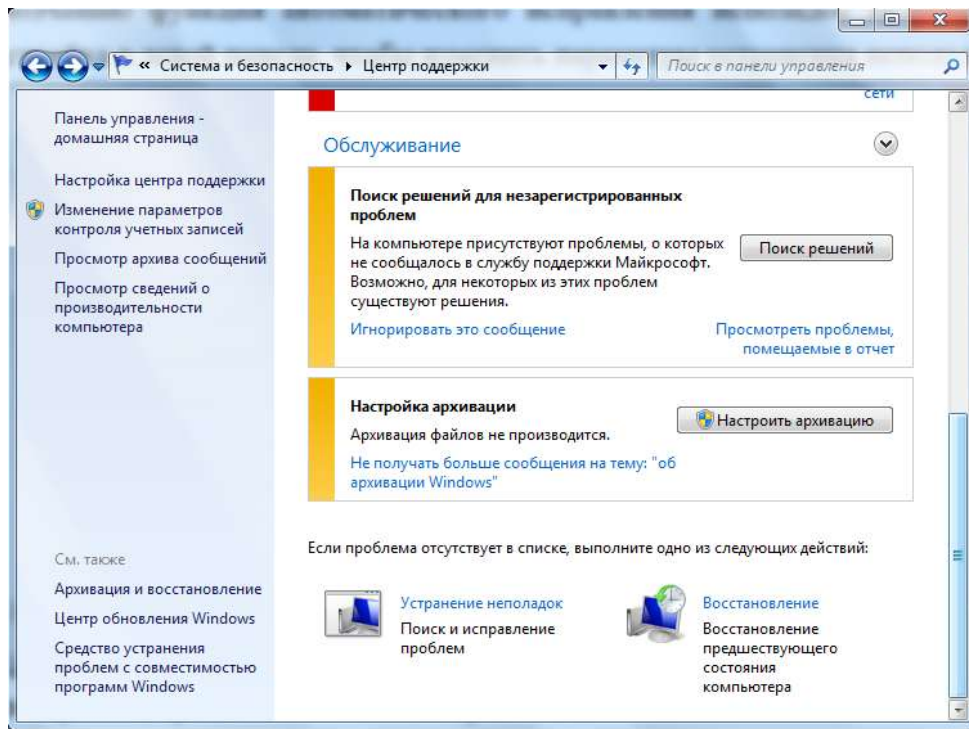 « Система и безопасность ▸ Центр поддержки
Поиск в панели управления
Панель управления -
домашняя страница
Настройка центра поддержки
Изменение параметров
контроля учетных записей
Просмотр архива сообщений
Просмотр сведений о
производительности
компьютера
См. также
Архивация и восстановление
Центр обновления Windows
Средство устранения
проблем с совместимостью
программ Windows
сети
Обслуживание
Поиск решений для незарегистрированных
проблем
На компьютере присутствуют проблемы, о которых
не сообщалось в службу поддержки Майкрософт.
Возможно, для некоторых из этих проблем
существуют решения.
Поиск решений
Игнорировать это сообщение
Просмотреть проблемы,
помещаемые в отчет
Настройка архивации
Архивация файлов не производится.
Настроить архивацию
Не получать больше сообщения на тему: "об
архивации Windows"
Если проблема отсутствует в списке, выполните одно из следующих действий:
Устранение неполадок
Поиск и исправление
проблем
Восстановление
Восстановление
предшествующего
состояния
компьютера